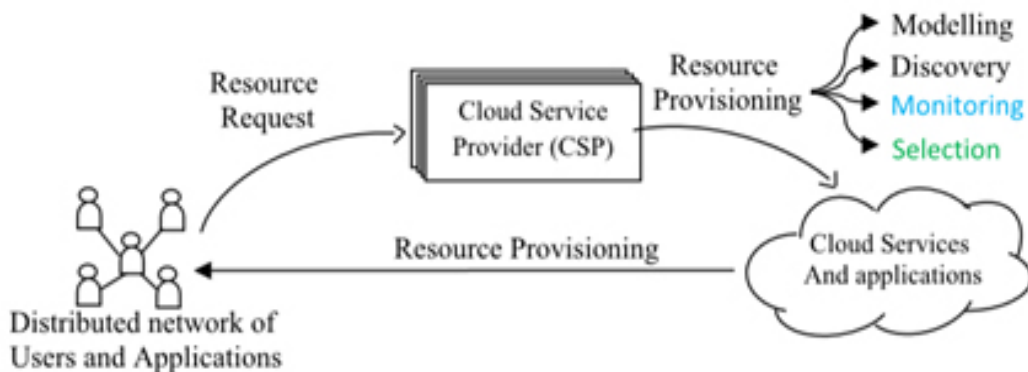 Resource
Request
Cloud Service
Provider (CSP)
Resource
Provisioning
Modelling
Discovery
Monitoring
Selection
Cloud Services
And applications
Resource Provisioning
Distributed network of
Users and Applications